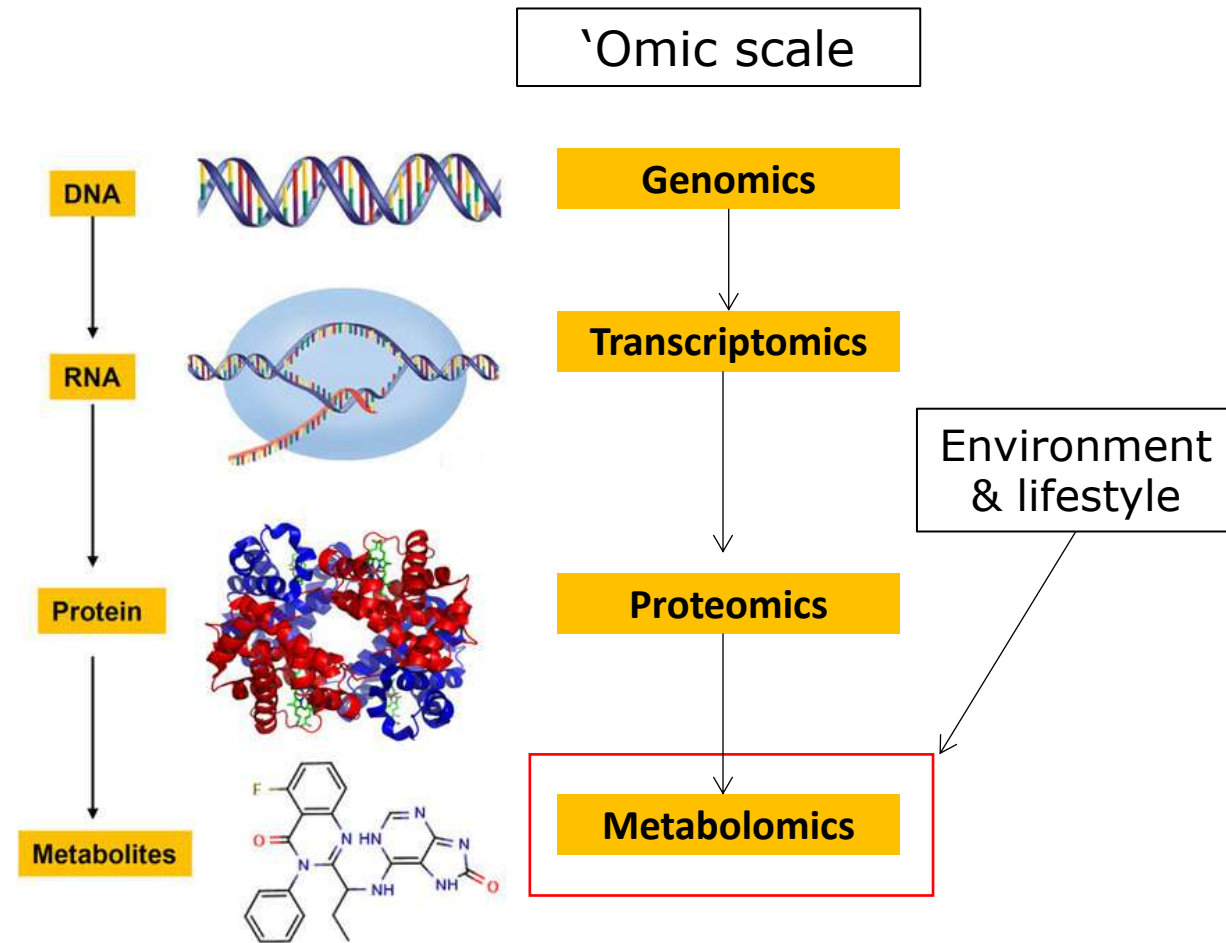 ‘Omic scale
DNA
Genomics
RNA
Transcriptomics
Environment
& lifestyle
Protein
Proteomics
Metabolites
F
O
N
N
HN
N
N
N
NH
NH
O
Metabolomics